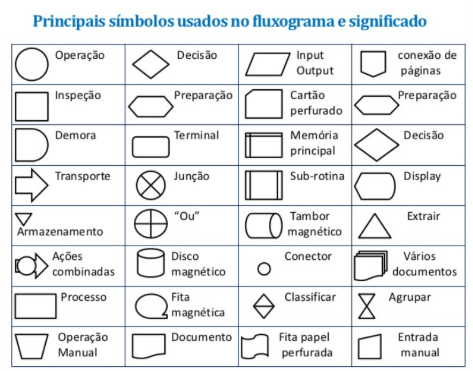 Principais símbolos usados no fluxograma e significado
Operação
Decisão
Input
Output
conexão de
páginas
Inspeção
Preparação
Cartão
perfurado
Preparação
Demora
Terminal
Memória
principal
Decisão
Transporte
Junção
Sub-rotina
Display
Armazenamento
“Ou”
Tambor
magnético
Extrair
Ações
combinadas
Disco
magnético
Conector
Vários
documentos
Processo
Fita
magnética
Classificar
Agrupar
Operação
Manual
Documento
Fita papel
perfurada
Entrada
manual